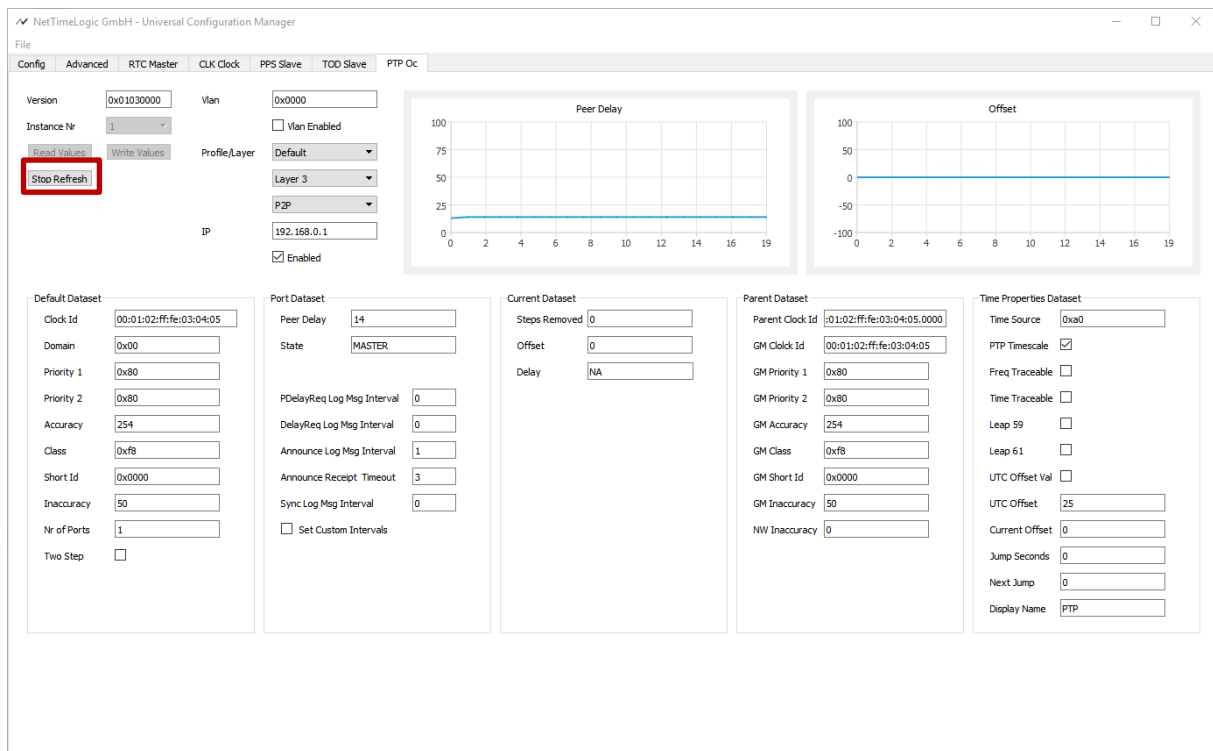 NetTimeLogic GmbH - Universal Configuration Manager
File
Config Advanced RTC Master CLK Clock PPS Slave TOD Slave PTP Oc
Version 0x01030000 Vlan 0x0000
Instance Nr 1 Vlan Enabled
Read Values Write Values Profile/Layer Default
Stop Refresh Layer 3
P2P
IP 192.168.0.1
Enabled
Peer Delay
100
75
50
25
0
0 2 4 6 8 10 12 14 16 19
Offset
100
50
0
-50
-100
0 2 4 6 8 10 12 14 16 19
Default Dataset
Clock Id 00:01:02:ff:fe:03:04:05
Domain 0x00
Priority 1 0x80
Priority 2 0x80
Accuracy 254
Class 0xf8
Short Id 0x0000
Inaccuracy 50
Nr of Ports 1
Two Step
Port Dataset
Peer Delay 14
State MASTER
PDelayReq Log Msg Interval 0
DelayReq Log Msg Interval 0
Announce Log Msg Interval 1
Announce Receipt Timeout 3
Sync Log Msg Interval 0
Set Custom Intervals
Current Dataset
Steps Removed 0
Offset 0
Delay NA
Parent Dataset
Parent Clock Id :01:02:ff:fe:03:04:05.0000
GM Clolck Id 00:01:02:ff:fe:03:04:05
GM Priority 1 0x80
GM Priority 2 0x80
GM Accuracy 254
GM Class 0xf8
GM Short Id 0x0000
GM Inaccuracy 50
NW Inaccuracy 0
Time Properties Dataset
Time Source 0xa0
PTP Timescale
Freq Traceable
Time Traceable
Leap 59
Leap 61
UTC Offset Val
UTC Offset 25
Current Offset 0
Jump Seconds 0
Next Jump 0
Display Name PTP